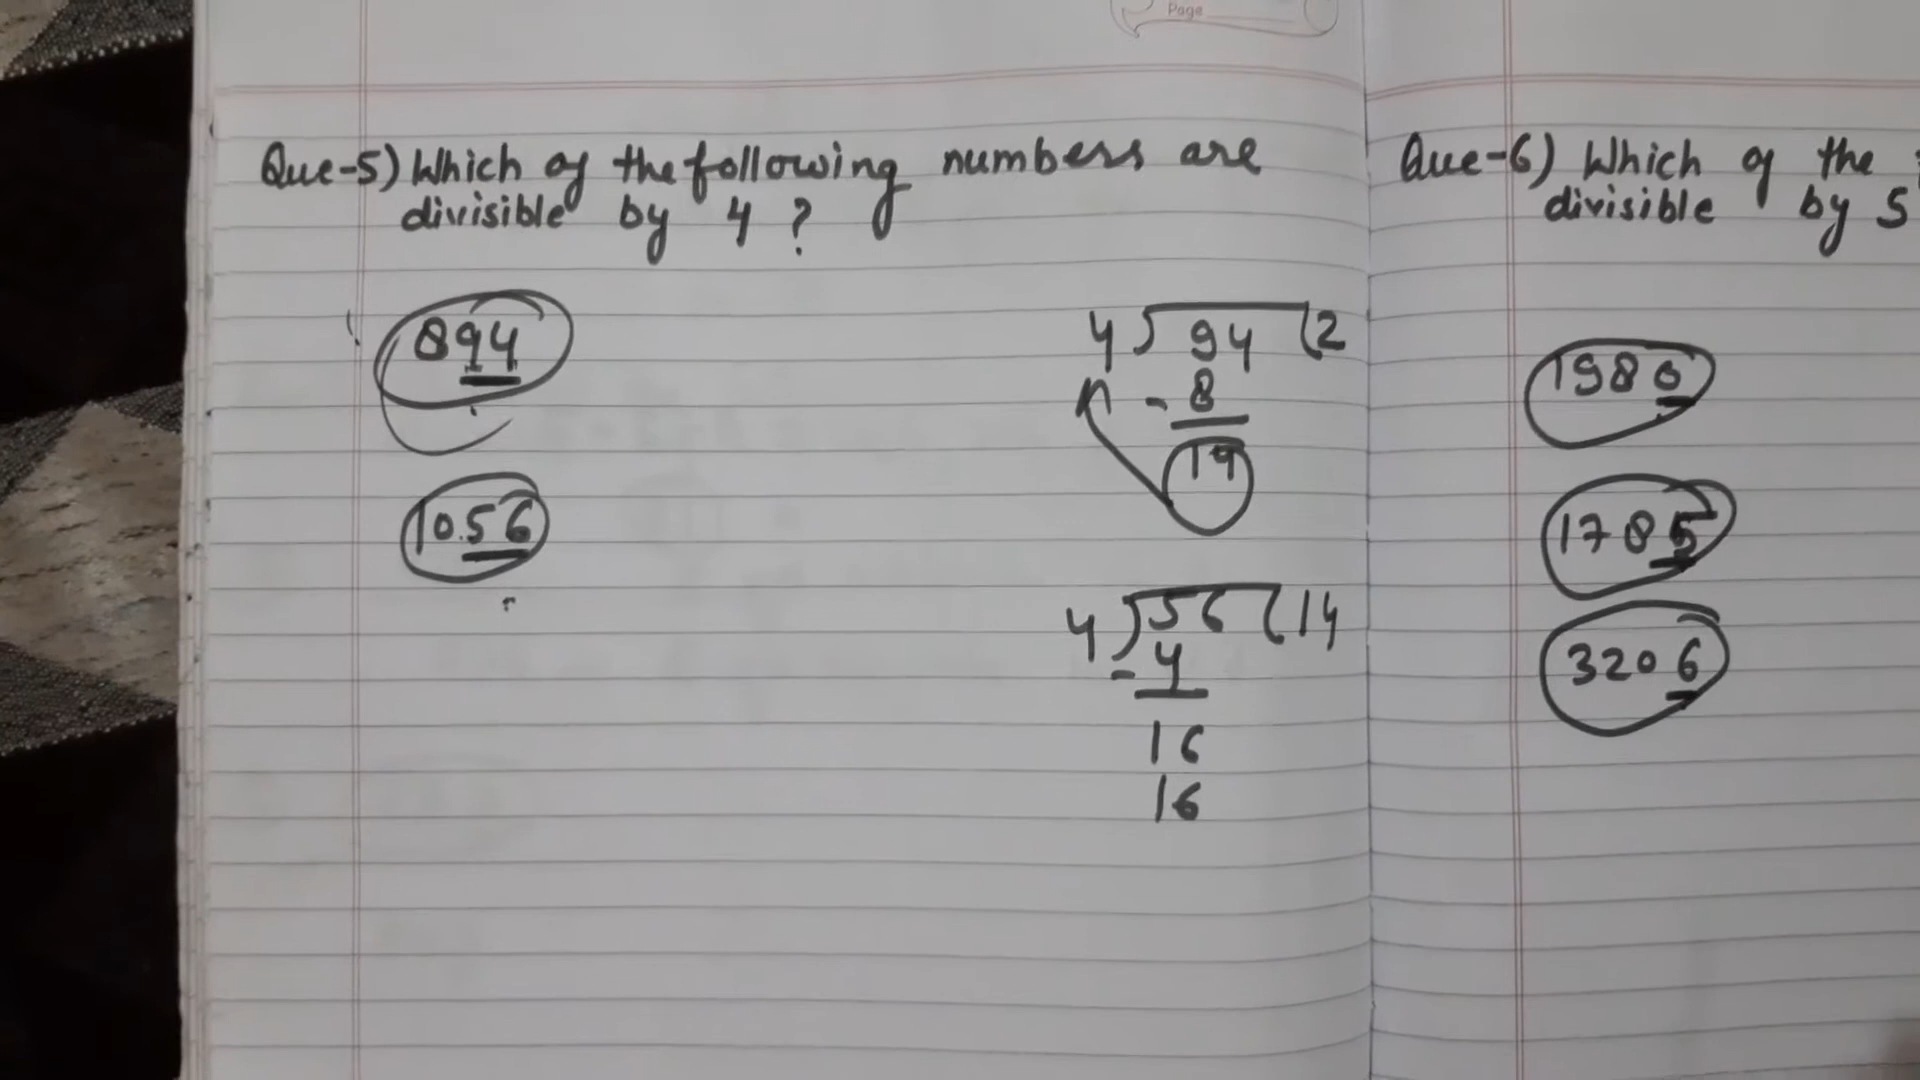 Page
Que-5) Which of the following numbers are
divisible by 4 ?
894
1056
4) 94 (2
- 8
14
4) 56 (14
- 4
16
16
Que-6) Which of the
divisible by 5
1980
1785
3206